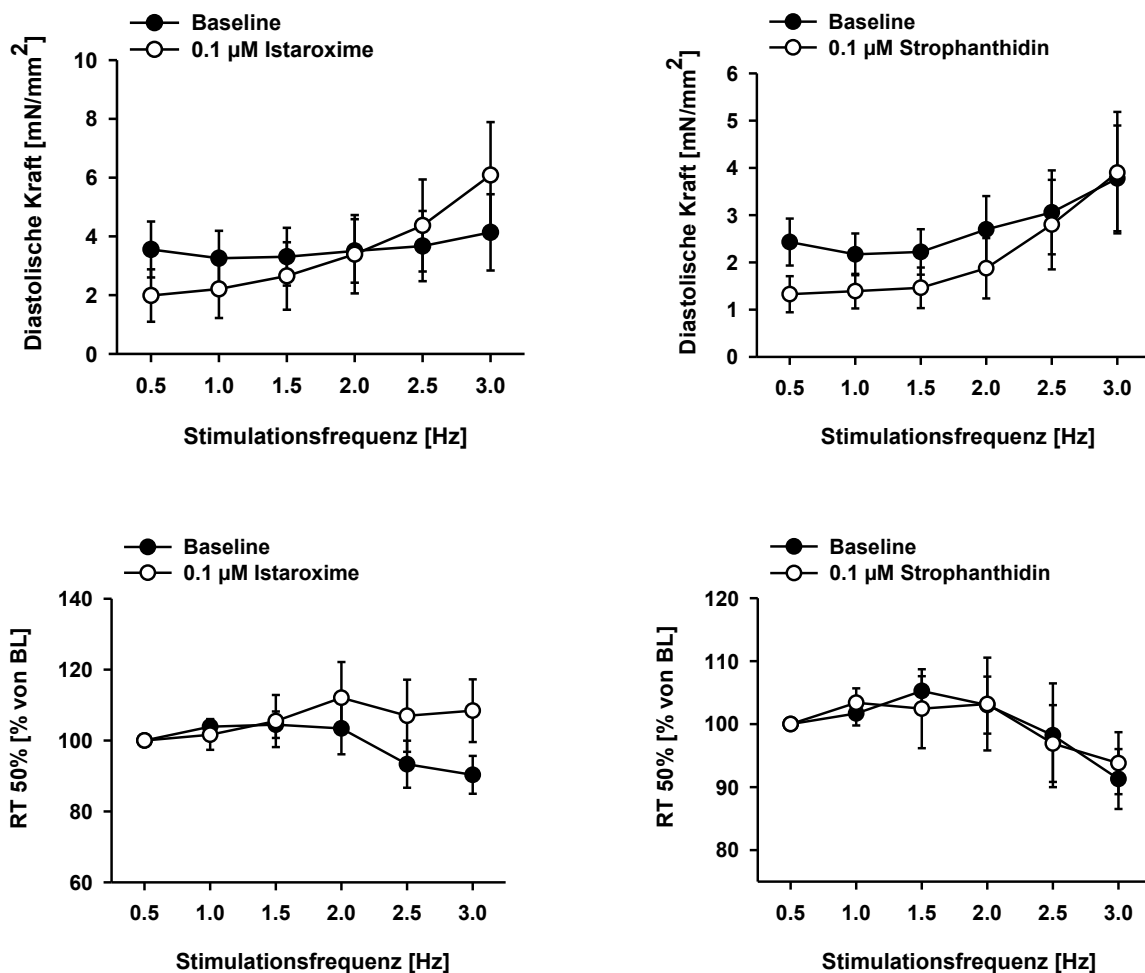 Baseline
0.1 µM Istaroxime
Diastolische Kraft [mN/mm²]
10
8
6
4
2
0
0.5 1.0 1.5 2.0 2.5 3.0
Stimulationsfrequenz [Hz]
Baseline
0.1 µM Strophanthidin
Diastolische Kraft [mN/mm²]
6
5
4
3
2
1
0
0.5 1.0 1.5 2.0 2.5 3.0
Stimulationsfrequenz [Hz]
Baseline
0.1 µM Istaroxime
RT 50% [% von BL]
140
120
100
80
60
0.5 1.0 1.5 2.0 2.5 3.0
Stimulationsfrequenz [Hz]
Baseline
0.1 µM Strophanthidin
RT 50% [% von BL]
120
110
100
90
80
0.5 1.0 1.5 2.0 2.5 3.0
Stimulationsfrequenz [Hz]